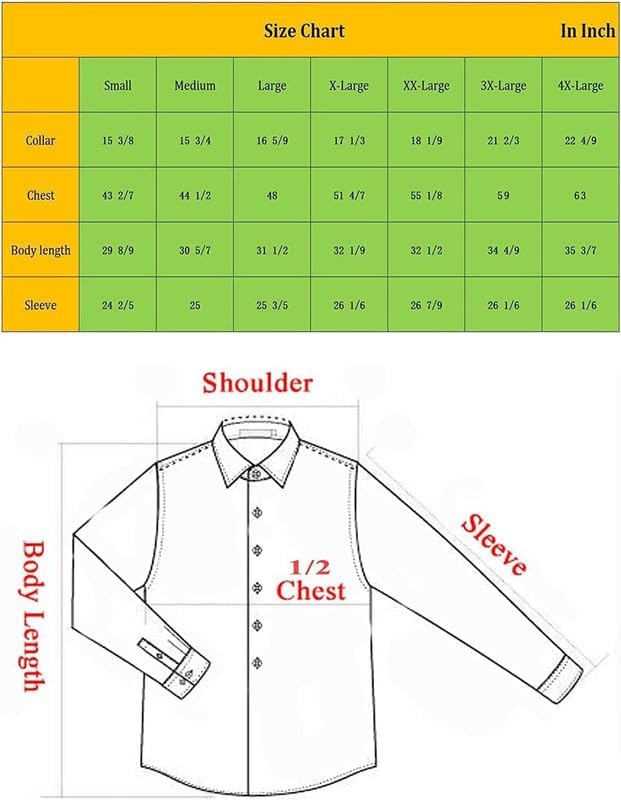 Size Chart In Inch
Small Medium Large X-Large XX-Large 3X-Large 4X-Large
Collar 15 3/8 15 3/4 16 5/9 17 1/3 18 1/9 21 2/3 22 4/9
Chest 43 2/7 44 1/2 48 51 4/7 55 1/8 59 63
Body length 29 8/9 30 5/7 31 1/2 32 1/9 32 1/2 34 4/9 35 3/7
Sleeve 24 2/5 25 25 3/5 26 1/6 26 7/9 26 1/6 26 1/6
Shoulder
Sleeve
Body Length
1/2
Chest